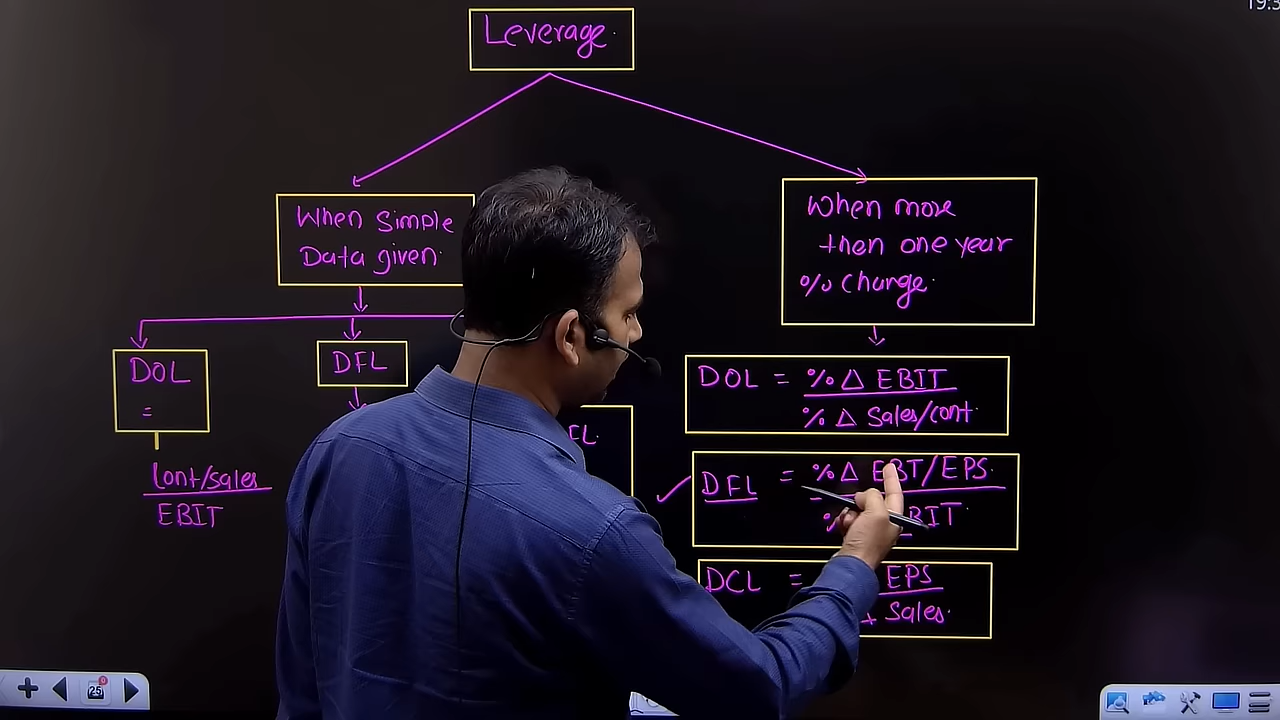 Leverage
When Simple
Data given
When more
then one year
% Change
DOL
=
DFL
Cont/sales
EBIT
DOL = % Δ EBIT
% Δ Sales/cont
DFL = % Δ EBT/EPS
DCL = EPS
Sales
25